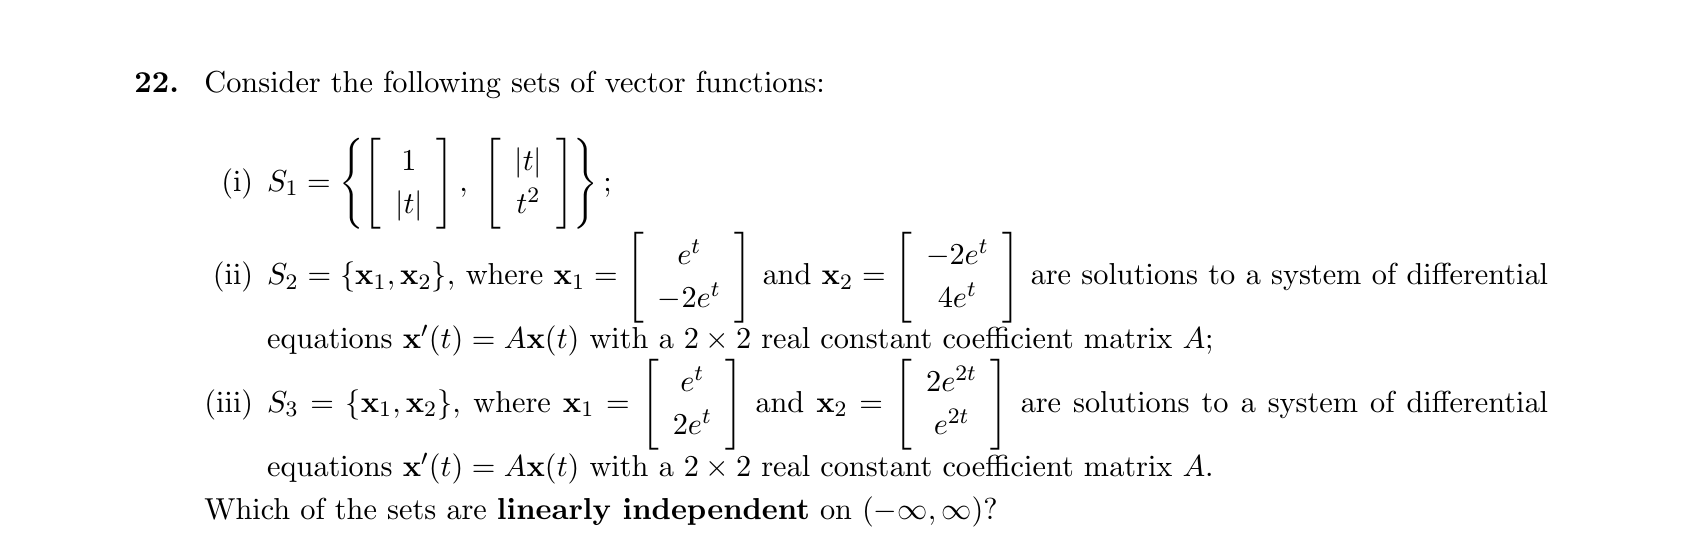 22. Consider the following sets of vector functions:
(i) S₁ = { [ 1 |t| ] , [ |t| t² ] } ;
(ii) S₂ = {x₁, x₂}, where x₁ = [ eᵗ −2eᵗ ] and x₂ = [ −2eᵗ 4eᵗ ] are solutions to a system of differential
equations x′(t) = Ax(t) with a 2 × 2 real constant coefficient matrix A;
(iii) S₃ = {x₁, x₂}, where x₁ = [ eᵗ 2eᵗ ] and x₂ = [ 2e²ᵗ e²ᵗ ] are solutions to a system of differential
equations x′(t) = Ax(t) with a 2 × 2 real constant coefficient matrix A.
Which of the sets are linearly independent on (−∞, ∞)?